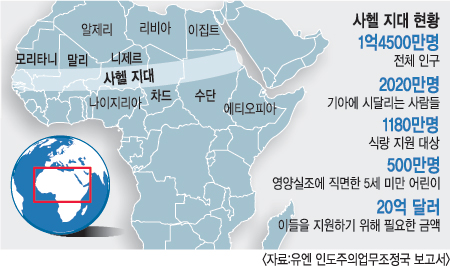 사헬 지대 현황
1억4500만명
전체 인구
2020만명
기아에 시달리는 사람들
1180만명
식량 지원 대상
500만명
영양실조에 직면한 5세 미만 어린이
20억 달러
이들을 지원하기 위해 필요한 금액
〈자료:유엔 인도주의업무조정국 보고서〉
알제리
리비아
이집트
모리타니
말리
니제르
사헬 지대
나이지리아
차드
수단
에티오피아